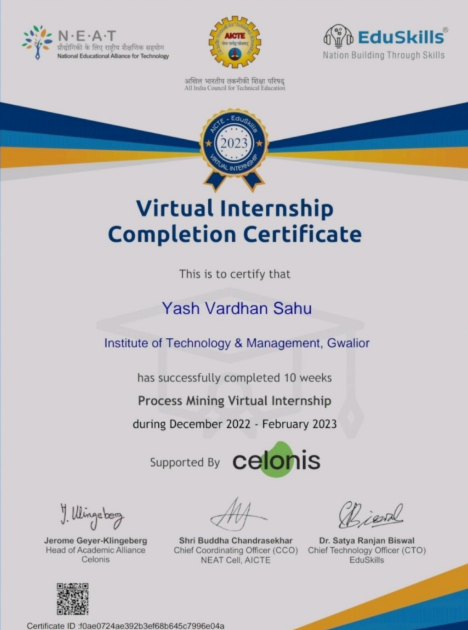 N·E·A·T
प्रौद्योगिकी के लिए राष्ट्रीय शैक्षणिक सहयोग
National Educational Alliance for Technology
AICTE
अखिल भारतीय तकनीकी शिक्षा परिषद्
All India Council for Technical Education
EduSkills®
Nation Building Through Skills
AICTE - EduSkills
2023
VIRTUAL INTERNSHIP
Virtual Internship
Completion Certificate
This is to certify that
Yash Vardhan Sahu
Institute of Technology & Management, Gwalior
has successfully completed 10 weeks
Process Mining Virtual Internship
during December 2022 - February 2023
Supported By celonis
J. Klingeberg
Jerome Geyer-Klingeberg
Head of Academic Alliance
Celonis
Shri Buddha Chandrasekhar
Chief Coordinating Officer (CCO)
NEAT Cell, AICTE
Dr. Satya Ranjan Biswal
Chief Technology Officer (CTO)
EduSkills
Certificate ID :f0ae0724ae392b3ef68b645c7996e04a